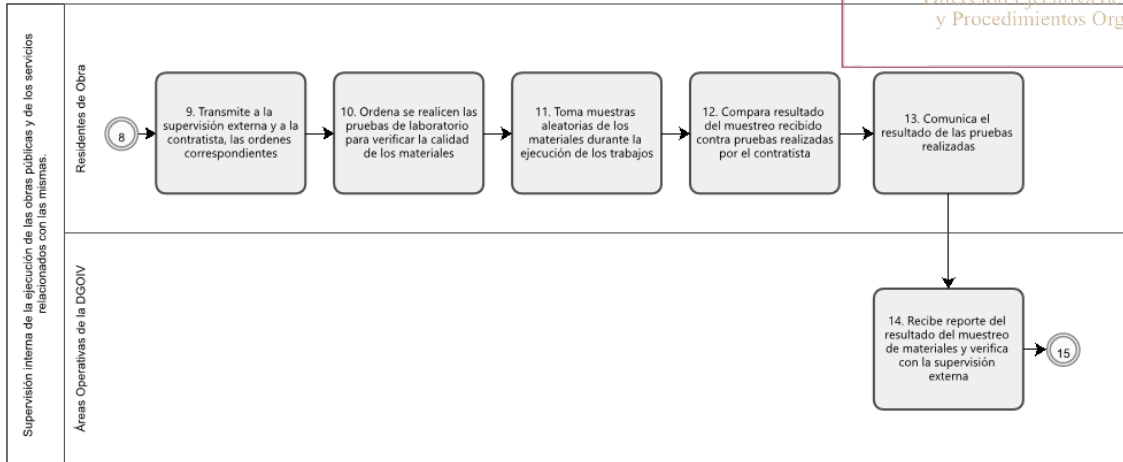 y Procedimientos Org
Supervisión interna de la ejecución de las obras públicas y de los servicios
relacionados con las mismas.
Residentes de Obra
8
9. Transmite a la
supervisión externa y a la
contratista, las ordenes
correspondientes
10. Ordena se realicen las
pruebas de laboratorio
para verificar la calidad
de los materiales
11. Toma muestras
aleatorias de los
materiales durante la
ejecución de los trabajos
12. Compara resultado
del muestreo recibido
contra pruebas realizadas
por el contratista
13. Comunica el
resultado de las pruebas
realizadas
Áreas Operativas de la DGOIV
14. Recibe reporte del
resultado del muestreo
de materiales y verifica
con la supervisión
externa
15